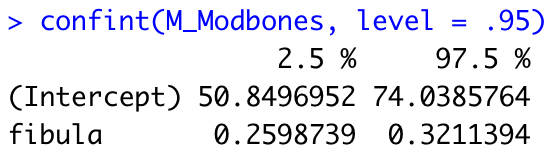 > confint(M_Modbones, level = .95)
2.5 % 97.5 %
(Intercept) 50.8496952 74.0385764
fibula 0.2598739 0.3211394